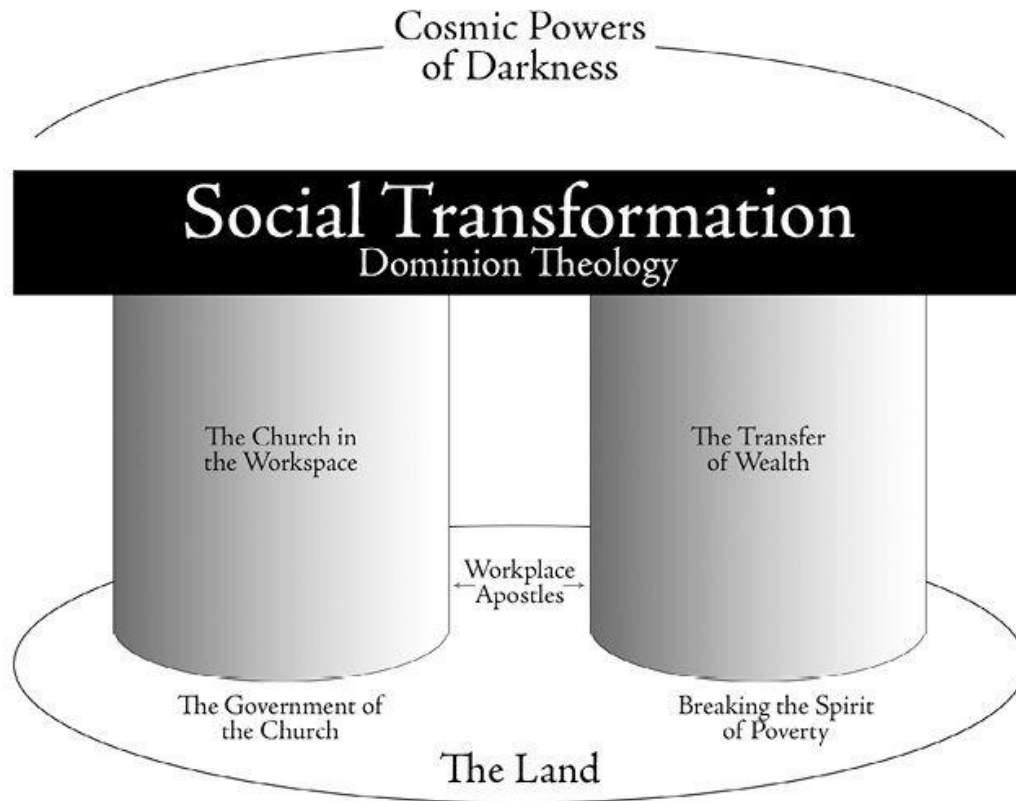 Cosmic Powers
of Darkness
Social Transformation
Dominion Theology
The Church in
the Workspace
The Transfer
of Wealth
Workplace
Apostles
The Government of
the Church
Breaking the Spirit
of Poverty
The Land